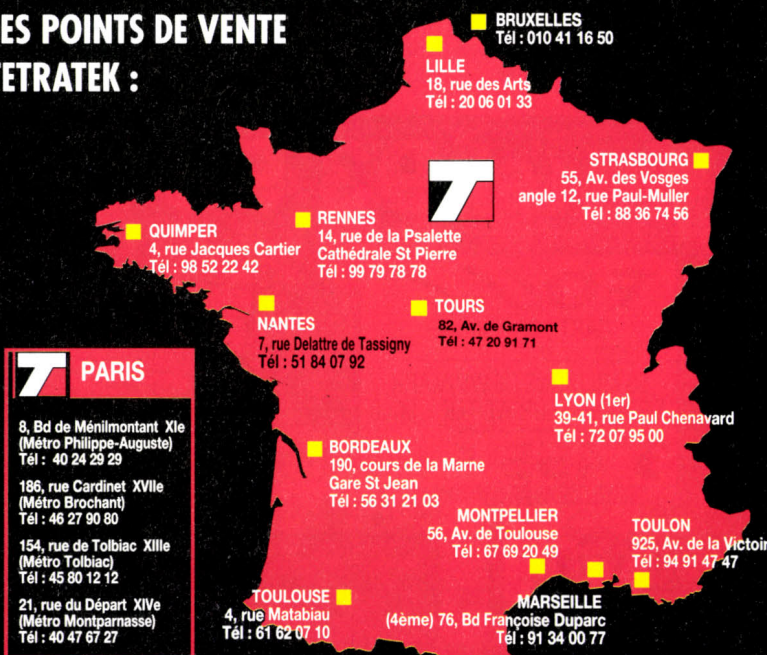 ES POINTS DE VENTE
TETRATEK :
BRUXELLES
Tél : 010 41 16 50
LILLE
18, rue des Arts
Tél : 20 06 01 33
STRASBOURG
55, Av. des Vosges
angle 12, rue Paul-Muller
Tél : 88 36 74 56
QUIMPER
4, rue Jacques Cartier
Tél : 98 52 22 42
RENNES
14, rue de la Psalette
Cathédrale St Pierre
Tél : 99 79 78 78
NANTES
7, rue Delattre de Tassigny
Tél : 51 84 07 92
TOURS
82, Av. de Gramont
Tél : 47 20 91 71
LYON (1er)
39-41, rue Paul Chenavard
Tél : 72 07 95 00
BORDEAUX
190, cours de la Marne
Gare St Jean
Tél : 56 31 21 03
MONTPELLIER
56, Av. de Toulouse
Tél : 67 69 20 49
TOULON
925, Av. de la Victoir
Tél : 94 91 47 47
TOULOUSE
4, rue Matabiau
Tél : 61 62 07 10
MARSEILLE
(4ème) 76, Bd Françoise Duparc
Tél : 91 34 00 77
PARIS
8, Bd de Ménilmontant XIe
(Métro Philippe-Auguste)
Tél : 40 24 29 29
186, rue Cardinet XVIIe
(Métro Brochant)
Tél : 46 27 90 80
154, rue de Tolbiac XIIIe
(Métro Tolbiac)
Tél : 45 80 12 12
21, rue du Départ XIVe
(Métro Montparnasse)
Tél : 40 47 67 27